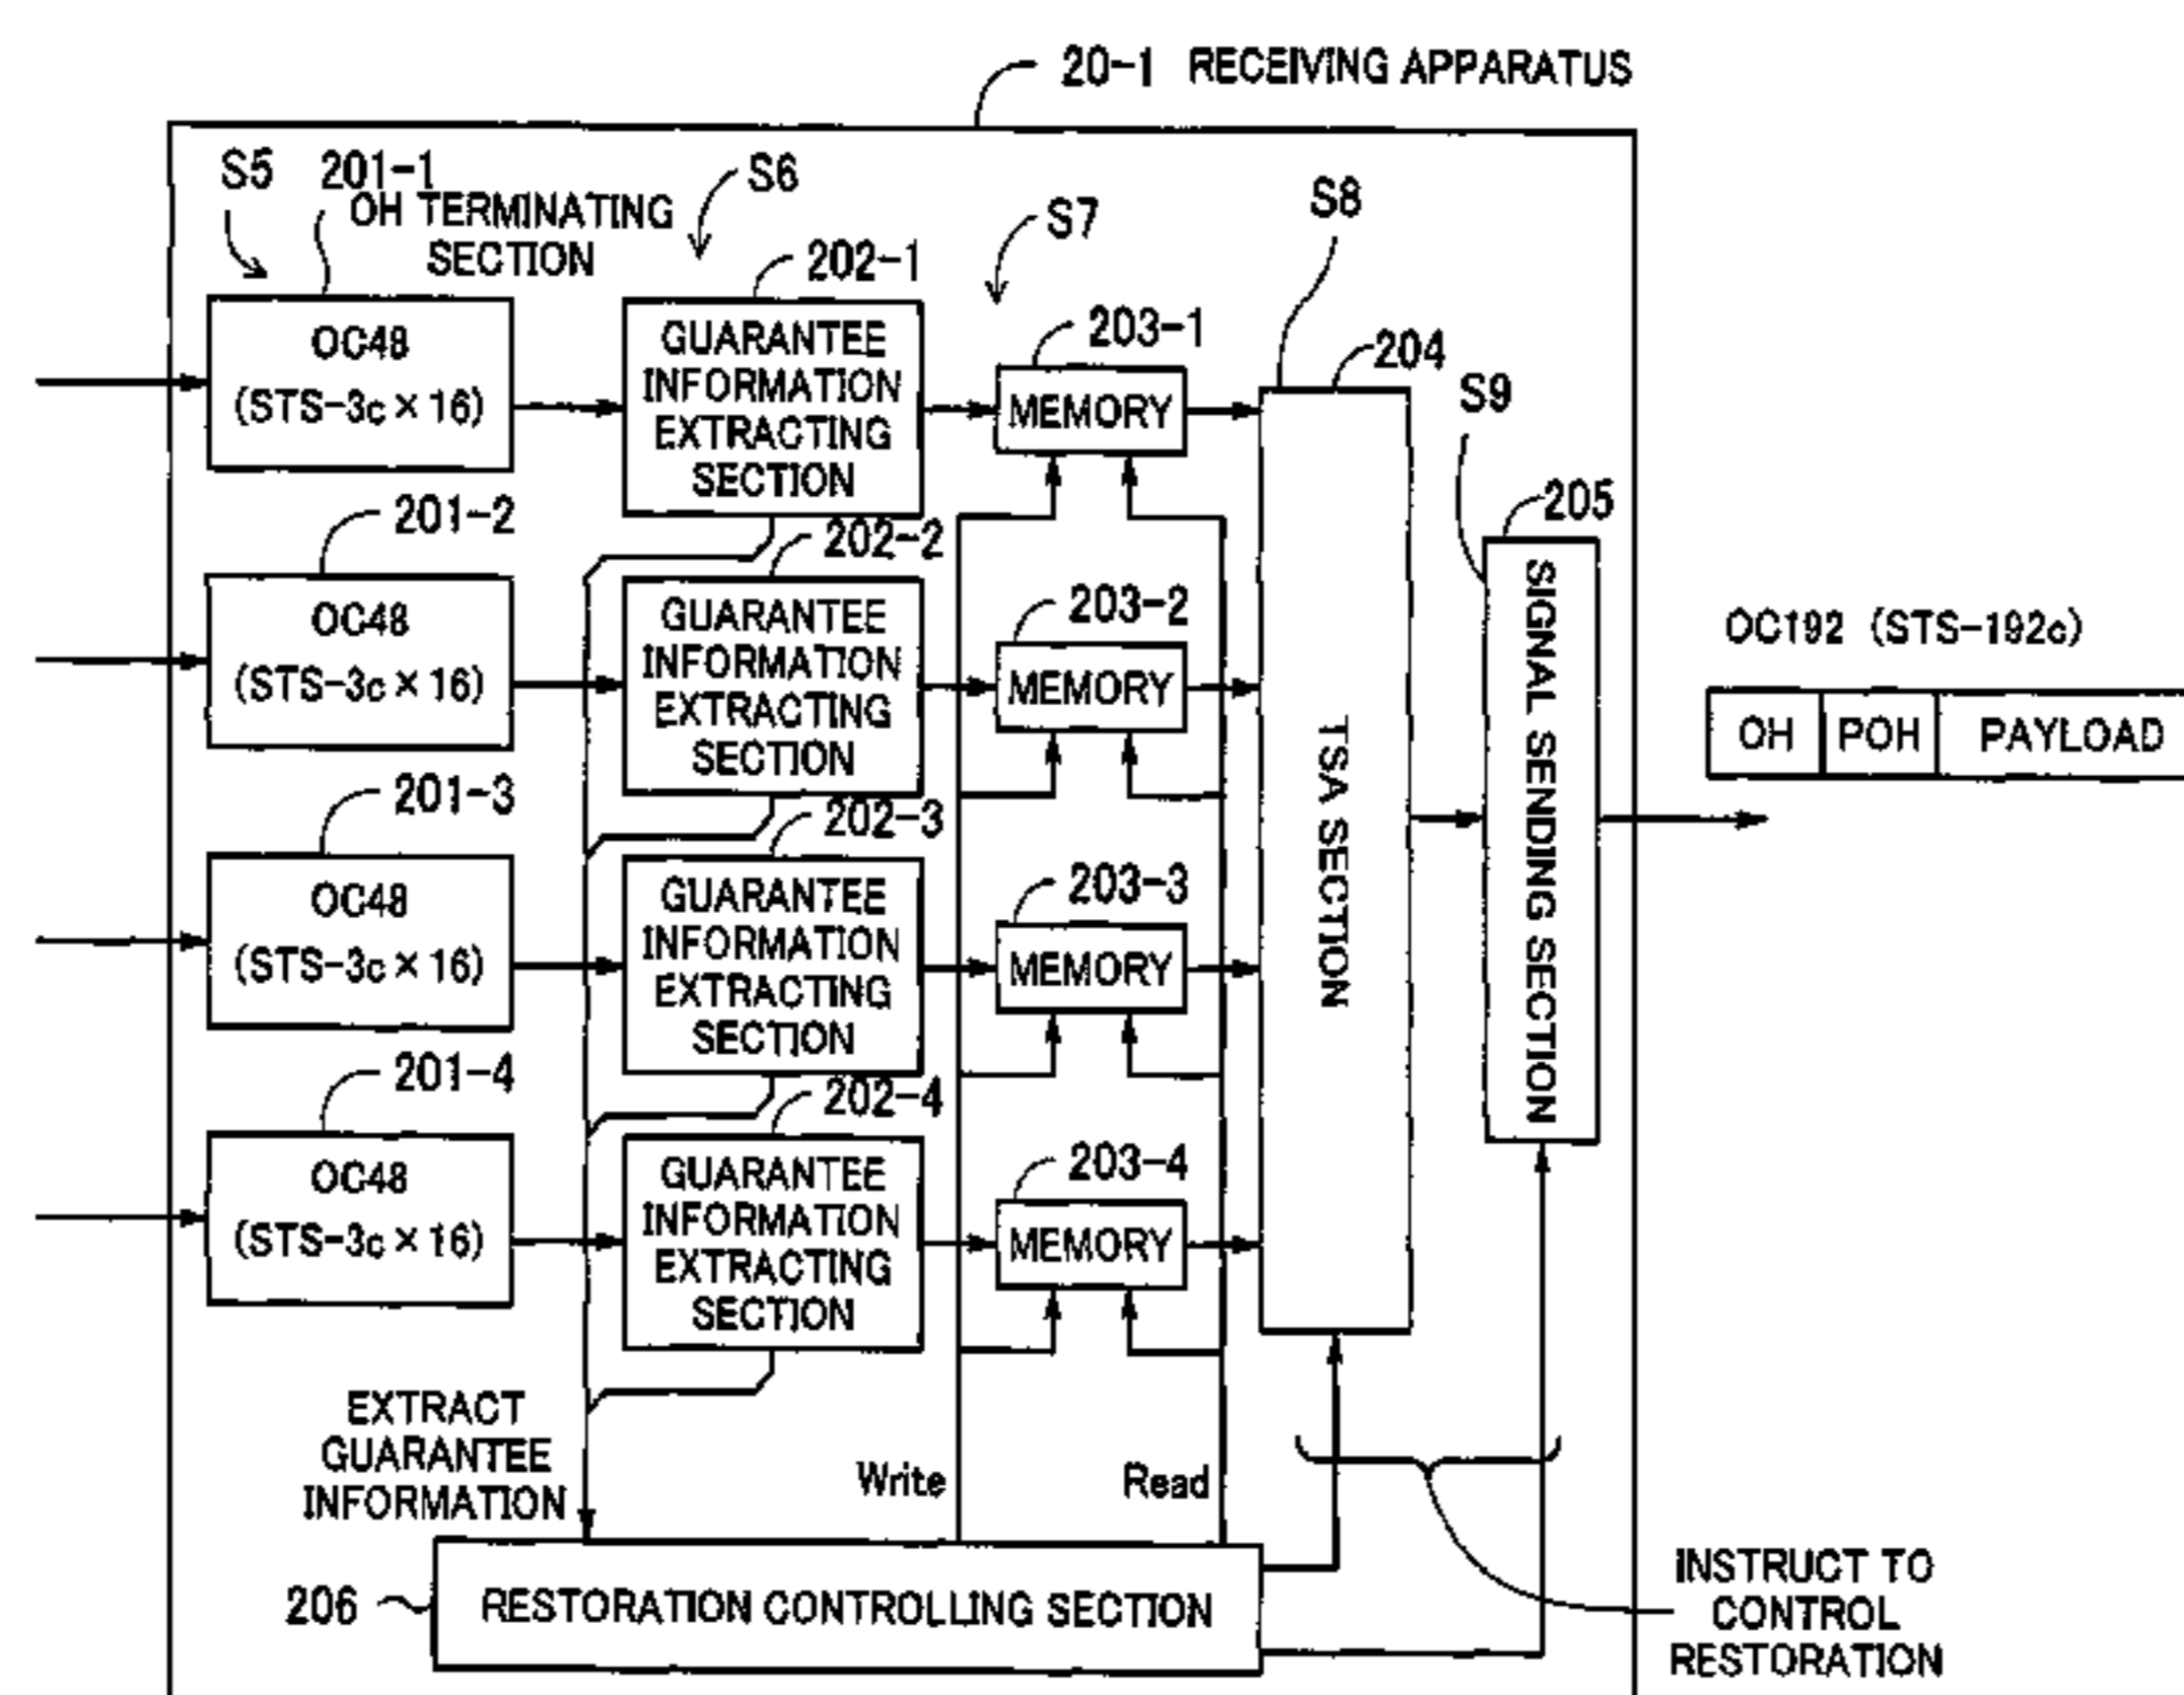 20-1 RECEIVING APPARATUS
S5
201-1
OH TERMINATING
SECTION
S6
202-1
S7
203-1
S8
204
S9
205
OC48
(STS-3c×16)
GUARANTEE
INFORMATION
EXTRACTING
SECTION
MEMORY
201-2
202-2
203-2
OC48
(STS-3c×16)
GUARANTEE
INFORMATION
EXTRACTING
SECTION
MEMORY
TSA SECTION
SIGNAL SENDING SECTION
OC192 (STS-192c)
OH
POH
PAYLOAD
201-3
202-3
203-3
OC48
(STS-3c×16)
GUARANTEE
INFORMATION
EXTRACTING
SECTION
MEMORY
201-4
202-4
203-4
OC48
(STS-3c×16)
GUARANTEE
INFORMATION
EXTRACTING
SECTION
MEMORY
EXTRACT
GUARANTEE
INFORMATION
Write
Read
206
RESTORATION CONTROLLING SECTION
INSTRUCT TO
CONTROL
RESTORATION